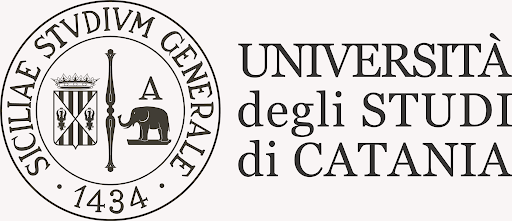 SICILIAE STVDIVM GENERALE
· 1434 ·
A
UNIVERSITÀ
degli STUDI
di CATANIA